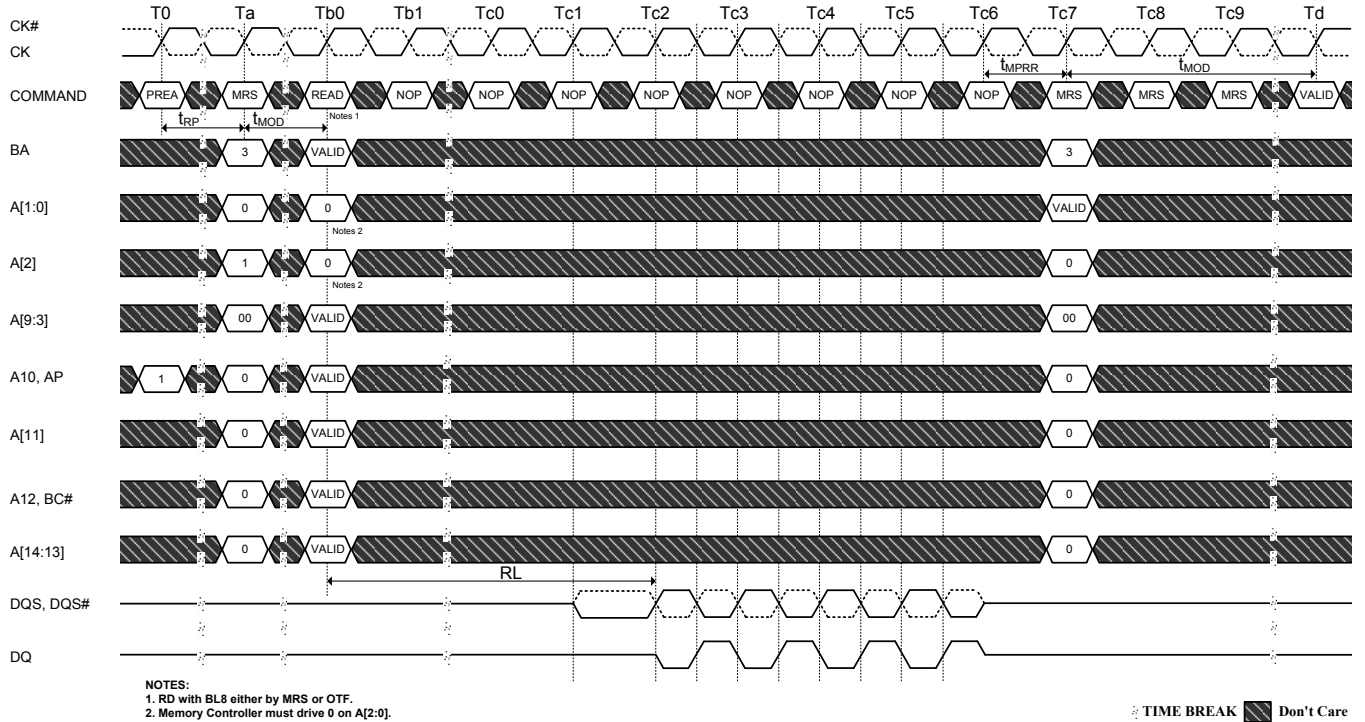 T0 Ta Tb0 Tb1 Tc0 Tc1 Tc2 Tc3 Tc4 Tc5 Tc6 Tc7 Tc8 Tc9 Td
CK#
CK
tMPRR tMOD
COMMAND PREA MRS READ NOP NOP NOP NOP NOP NOP NOP NOP MRS MRS MRS VALID
tRP tMOD Notes 1
BA 3 VALID 3
A[1:0] 0 0 VALID
Notes 2
A[2] 1 0 0
Notes 2
A[9:3] 00 VALID 00
A10, AP 1 0 VALID 0
A[11] 0 VALID 0
A12, BC# 0 VALID 0
A[14:13] 0 VALID 0
RL
DQS, DQS#
DQ
NOTES:
1. RD with BL8 either by MRS or OTF.
2. Memory Controller must drive 0 on A[2:0].
TIME BREAK Don't Care